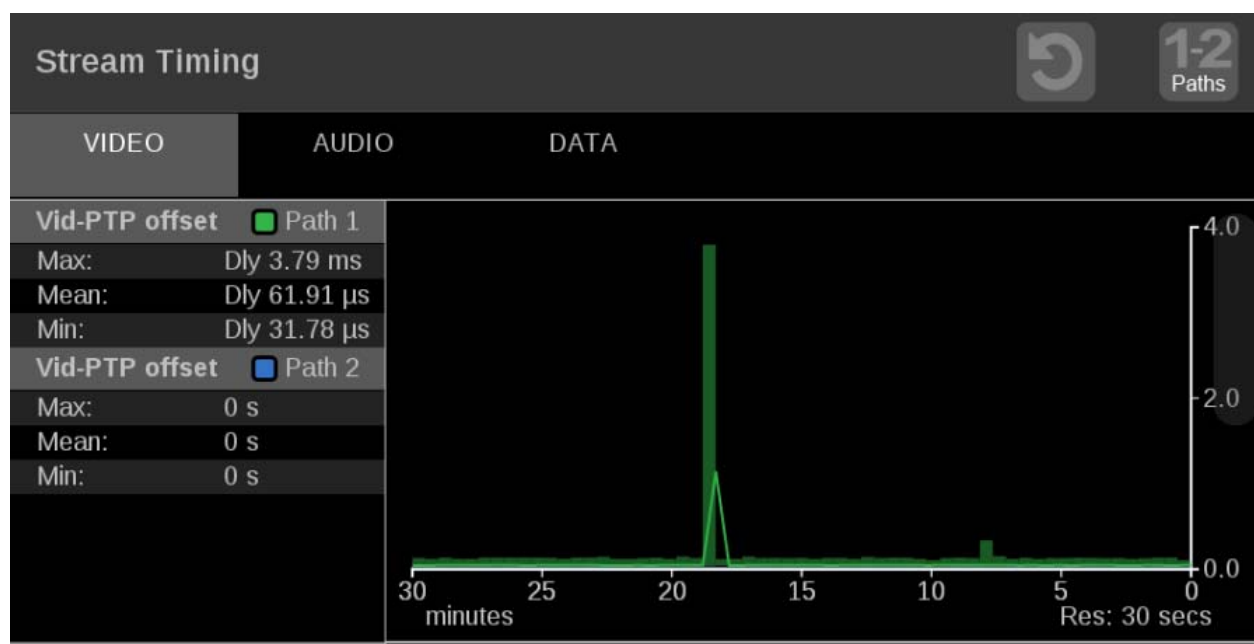 Stream Timing
1-2
Paths
VIDEO AUDIO DATA
Vid-PTP offset Path 1
Max: Dly 3.79 ms
Mean: Dly 61.91 µs
Min: Dly 31.78 µs
Vid-PTP offset Path 2
Max: 0 s
Mean: 0 s
Min: 0 s
4.0
2.0
0.0
30 25 20 15 10 5 0
minutes Res: 30 secs